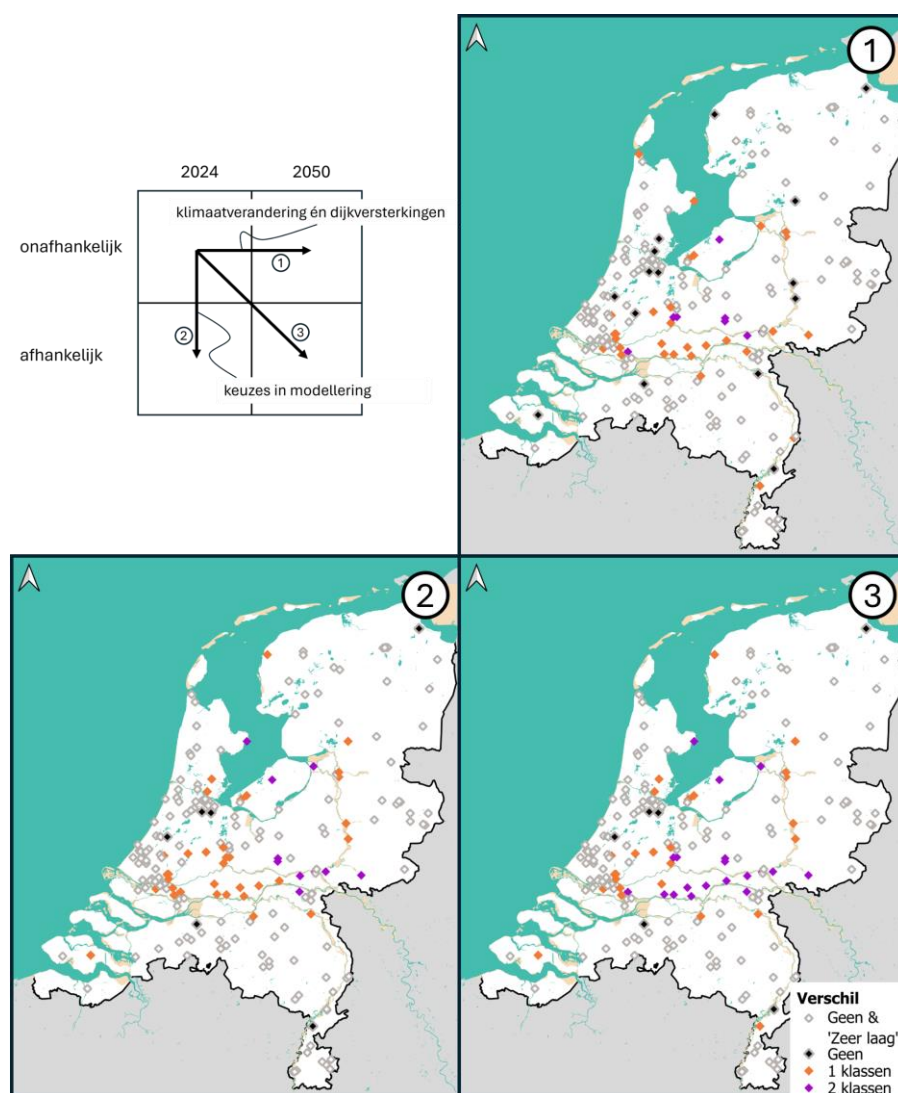 1
2024 2050
klimaatverandering én dijkversterkingen
onafhankelijk
1
2 3
afhankelijk
keuzes in modellering
2 3
Verschil
Geen &
'Zeer laag'
Geen
1 klassen
2 klassen